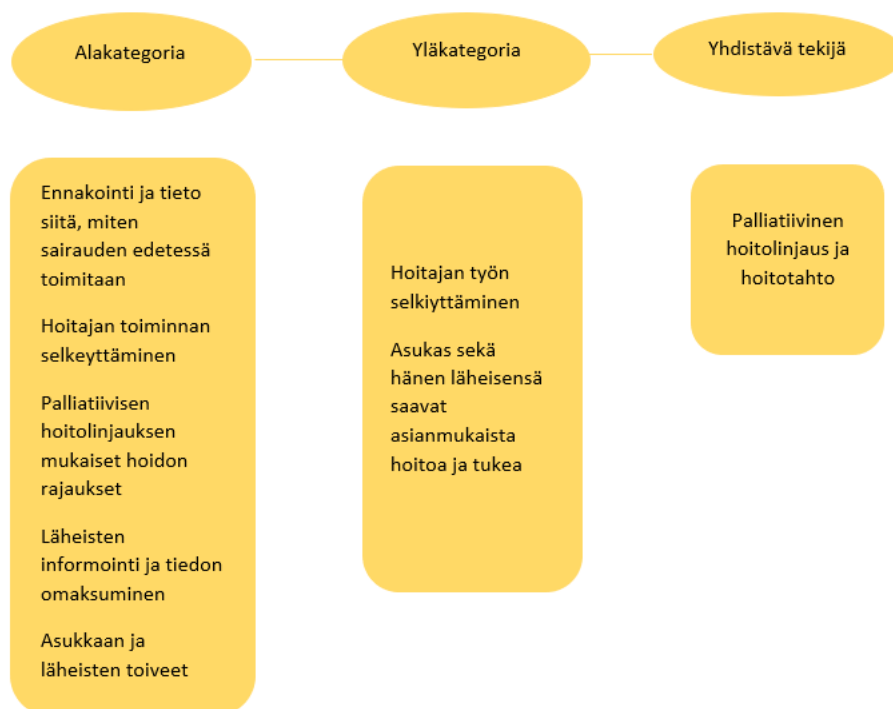 Alakategoria
Yläkategoria
Yhdistävä tekijä
Ennakointi ja tieto
siitä, miten
sairauden edetessä
toimitaan
Hoitajan toiminnan
selkeyttäminen
Palliatiivisen
hoitolinjauksen
mukaiset hoidon
rajaukset
Läheisten
informointi ja tiedon
omaksuminen
Asukkaan ja
läheisten toiveet
Hoitajan työn
selkiyttäminen
Asukas sekä
hänen läheisensä
saavat
asianmukaista
hoitoa ja tukea
Palliatiivinen
hoitolinjaus ja
hoitotahto